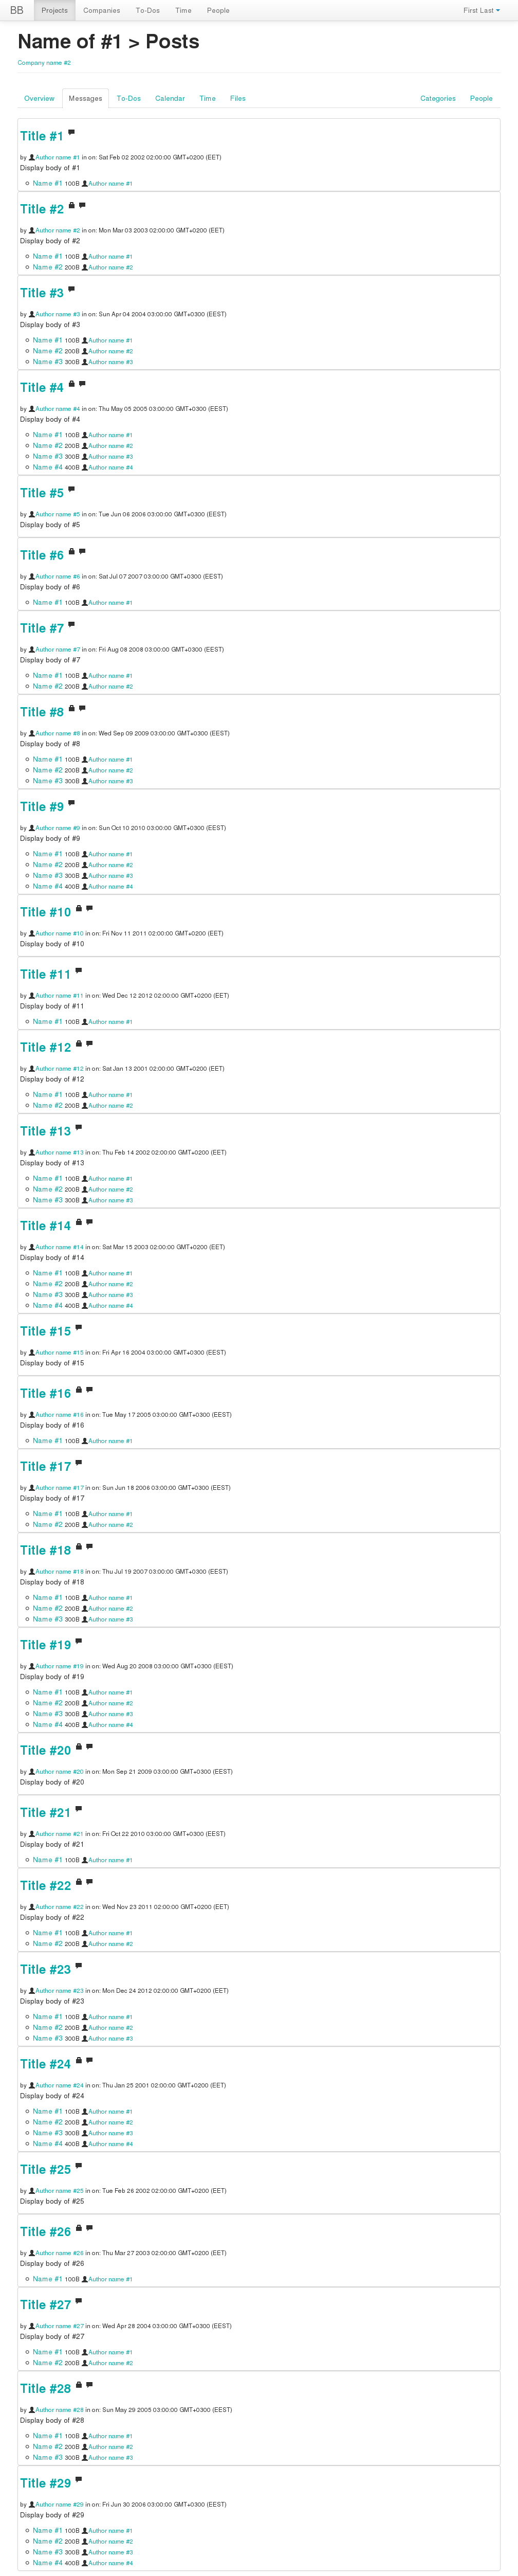 BB Projects Companies To-Dos Time People First Last
Name of #1 > Posts
Company name #2
Overview Messages To-Dos Calendar Time Files Categories People
Title #1
by Author name #1 in on: Sat Feb 02 2002 02:00:00 GMT+0200 (EET)
Display body of #1
Name #1 100B Author name #1
Title #2
by Author name #2 in on: Mon Mar 03 2003 02:00:00 GMT+0200 (EET)
Display body of #2
Name #1 100B Author name #1
Name #2 200B Author name #2
Title #3
by Author name #3 in on: Sun Apr 04 2004 03:00:00 GMT+0300 (EEST)
Display body of #3
Name #1 100B Author name #1
Name #2 200B Author name #2
Name #3 300B Author name #3
Title #4
by Author name #4 in on: Thu May 05 2005 03:00:00 GMT+0300 (EEST)
Display body of #4
Name #1 100B Author name #1
Name #2 200B Author name #2
Name #3 300B Author name #3
Name #4 400B Author name #4
Title #5
by Author name #5 in on: Tue Jun 06 2006 03:00:00 GMT+0300 (EEST)
Display body of #5
Title #6
by Author name #6 in on: Sat Jul 07 2007 03:00:00 GMT+0300 (EEST)
Display body of #6
Name #1 100B Author name #1
Title #7
by Author name #7 in on: Fri Aug 08 2008 03:00:00 GMT+0300 (EEST)
Display body of #7
Name #1 100B Author name #1
Name #2 200B Author name #2
Title #8
by Author name #8 in on: Wed Sep 09 2009 03:00:00 GMT+0300 (EEST)
Display body of #8
Name #1 100B Author name #1
Name #2 200B Author name #2
Name #3 300B Author name #3
Title #9
by Author name #9 in on: Sun Oct 10 2010 03:00:00 GMT+0300 (EEST)
Display body of #9
Name #1 100B Author name #1
Name #2 200B Author name #2
Name #3 300B Author name #3
Name #4 400B Author name #4
Title #10
by Author name #10 in on: Fri Nov 11 2011 02:00:00 GMT+0200 (EET)
Display body of #10
Title #11
by Author name #11 in on: Wed Dec 12 2012 02:00:00 GMT+0200 (EET)
Display body of #11
Name #1 100B Author name #1
Title #12
by Author name #12 in on: Sat Jan 13 2001 02:00:00 GMT+0200 (EET)
Display body of #12
Name #1 100B Author name #1
Name #2 200B Author name #2
Title #13
by Author name #13 in on: Thu Feb 14 2002 02:00:00 GMT+0200 (EET)
Display body of #13
Name #1 100B Author name #1
Name #2 200B Author name #2
Name #3 300B Author name #3
Title #14
by Author name #14 in on: Sat Mar 15 2003 02:00:00 GMT+0200 (EET)
Display body of #14
Name #1 100B Author name #1
Name #2 200B Author name #2
Name #3 300B Author name #3
Name #4 400B Author name #4
Title #15
by Author name #15 in on: Fri Apr 16 2004 03:00:00 GMT+0300 (EEST)
Display body of #15
Title #16
by Author name #16 in on: Tue May 17 2005 03:00:00 GMT+0300 (EEST)
Display body of #16
Name #1 100B Author name #1
Title #17
by Author name #17 in on: Sun Jun 18 2006 03:00:00 GMT+0300 (EEST)
Display body of #17
Name #1 100B Author name #1
Name #2 200B Author name #2
Title #18
by Author name #18 in on: Thu Jul 19 2007 03:00:00 GMT+0300 (EEST)
Display body of #18
Name #1 100B Author name #1
Name #2 200B Author name #2
Name #3 300B Author name #3
Title #19
by Author name #19 in on: Wed Aug 20 2008 03:00:00 GMT+0300 (EEST)
Display body of #19
Name #1 100B Author name #1
Name #2 200B Author name #2
Name #3 300B Author name #3
Name #4 400B Author name #4
Title #20
by Author name #20 in on: Mon Sep 21 2009 03:00:00 GMT+0300 (EEST)
Display body of #20
Title #21
by Author name #21 in on: Fri Oct 22 2010 03:00:00 GMT+0300 (EEST)
Display body of #21
Name #1 100B Author name #1
Title #22
by Author name #22 in on: Wed Nov 23 2011 02:00:00 GMT+0200 (EET)
Display body of #22
Name #1 100B Author name #1
Name #2 200B Author name #2
Title #23
by Author name #23 in on: Mon Dec 24 2012 02:00:00 GMT+0200 (EET)
Display body of #23
Name #1 100B Author name #1
Name #2 200B Author name #2
Name #3 300B Author name #3
Title #24
by Author name #24 in on: Thu Jan 25 2001 02:00:00 GMT+0200 (EET)
Display body of #24
Name #1 100B Author name #1
Name #2 200B Author name #2
Name #3 300B Author name #3
Name #4 400B Author name #4
Title #25
by Author name #25 in on: Tue Feb 26 2002 02:00:00 GMT+0200 (EET)
Display body of #25
Title #26
by Author name #26 in on: Thu Mar 27 2003 02:00:00 GMT+0200 (EET)
Display body of #26
Name #1 100B Author name #1
Title #27
by Author name #27 in on: Wed Apr 28 2004 03:00:00 GMT+0300 (EEST)
Display body of #27
Name #1 100B Author name #1
Name #2 200B Author name #2
Title #28
by Author name #28 in on: Sun May 29 2005 03:00:00 GMT+0300 (EEST)
Display body of #28
Name #1 100B Author name #1
Name #2 200B Author name #2
Name #3 300B Author name #3
Title #29
by Author name #29 in on: Fri Jun 30 2006 03:00:00 GMT+0300 (EEST)
Display body of #29
Name #1 100B Author name #1
Name #2 200B Author name #2
Name #3 300B Author name #3
Name #4 400B Author name #4